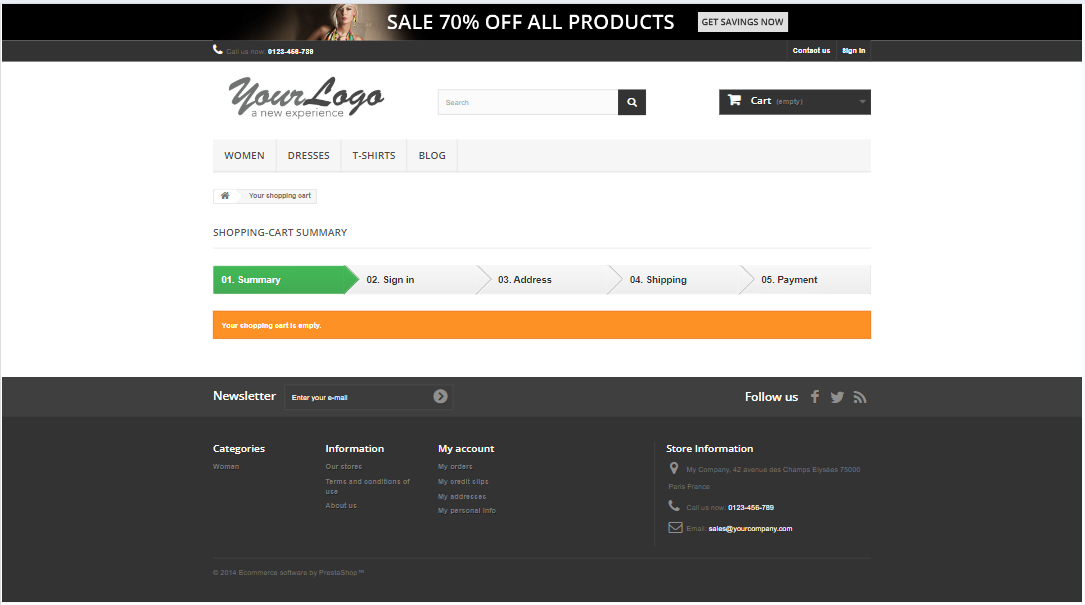 SALE 70% OFF ALL PRODUCTS GET SAVINGS NOW
Call us now: 0123-456-789 Contact us Sign in
YourLogo
a new experience
Search
Cart (empty)
WOMEN DRESSES T-SHIRTS BLOG
Your shopping cart
SHOPPING-CART SUMMARY
01. Summary 02. Sign in 03. Address 04. Shipping 05. Payment
Your shopping cart is empty.
Newsletter Enter your e-mail Follow us
Categories
Women
Information
Our stores
Terms and conditions of
use
About us
My account
My orders
My credit slips
My addresses
My personal info
Store Information
My Company, 42 avenue des Champs Elysées 75000
Paris France
Call us now: 0123-456-789
Email: sales@yourcompany.com
© 2014 Ecommerce software by PrestaShop™